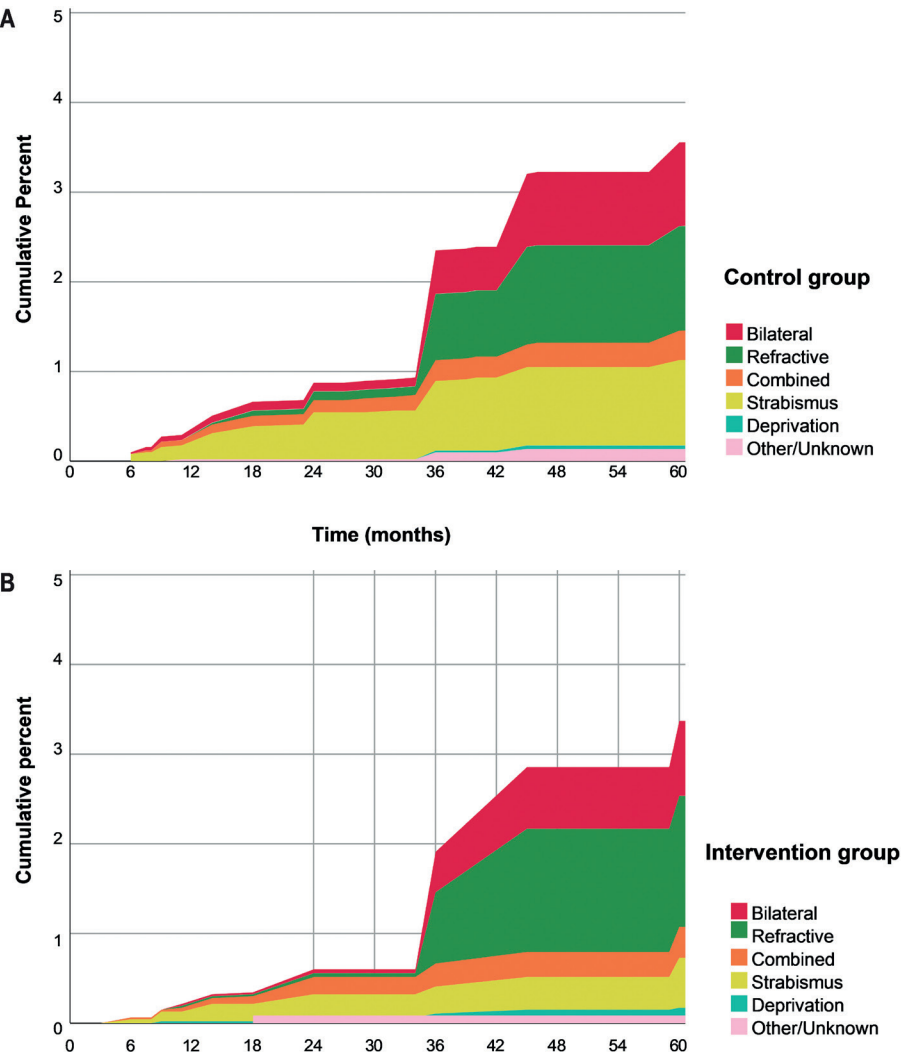 A
5
4
3
2
1
0
Cumulative Percent
0 6 12 18 24 30 36 42 48 54 60
Time (months)
Control group
Bilateral
Refractive
Combined
Strabismus
Deprivation
Other/Unknown
B
5
4
3
2
1
0
Cumulative percent
0 6 12 18 24 30 36 42 48 54 60
Intervention group
Bilateral
Refractive
Combined
Strabismus
Deprivation
Other/Unknown